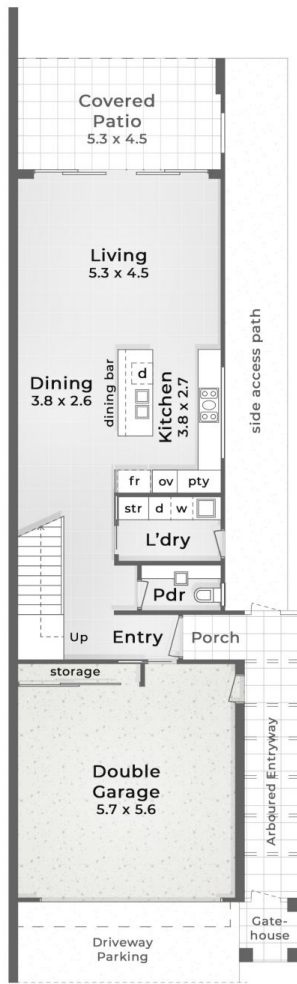 Covered
Patio
5.3 x 4.5
Living
5.3 x 4.5
side access path
dining bar
d
Dining
3.8 x 2.6
Kitchen
3.8 x 2.7
fr
ov
pty
str
d
w
L'dry
Pdr
Up
Entry
Porch
storage
Double
Garage
5.7 x 5.6
Arboured Entryway
Gate-
house
Driveway
Parking